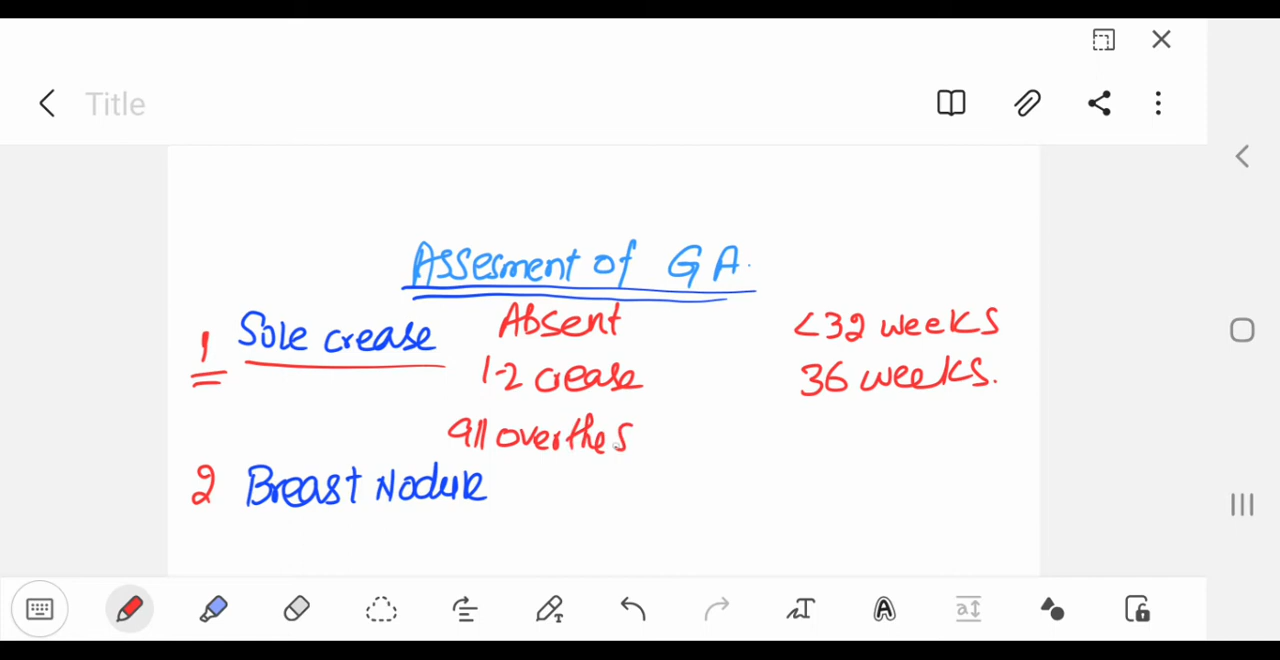 Title
Assesment of GA.
1 Sole crease Absent <32 weeks
1-2 crease 36 weeks.
all over the s
2 Breast Nodule